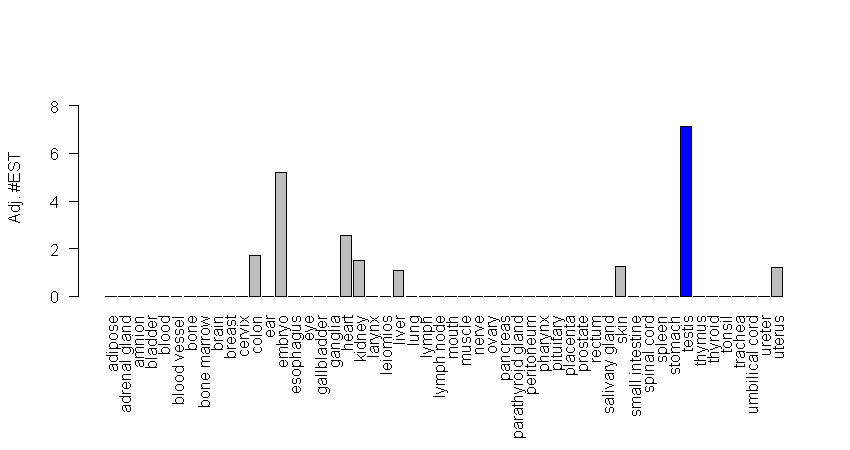 Adj. #EST
8
6
4
2
0
adipose
adrenal gland
amnion
bladder
blood
blood vessel
bone
bone marrow
brain
breast
cervix
colon
ear
embryo
esophagus
eye
gallbladder
ganglia
heart
kidney
larynx
leiomios
liver
lung
lymph
lymph node
mouth
muscle
nerve
ovary
pancreas
parathyroid gland
peritoneum
pharynx
pituitary
placenta
prostate
rectum
salivary gland
skin
small intestine
spinal cord
spleen
stomach
testis
thymus
thyroid
tonsil
trachea
umbilical cord
ureter
uterus